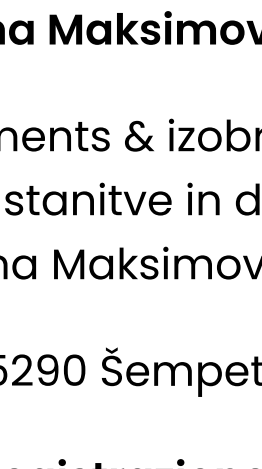 na Maksimov
ments & izobr
stanitve in d
na Maksimov
5290 Šempet